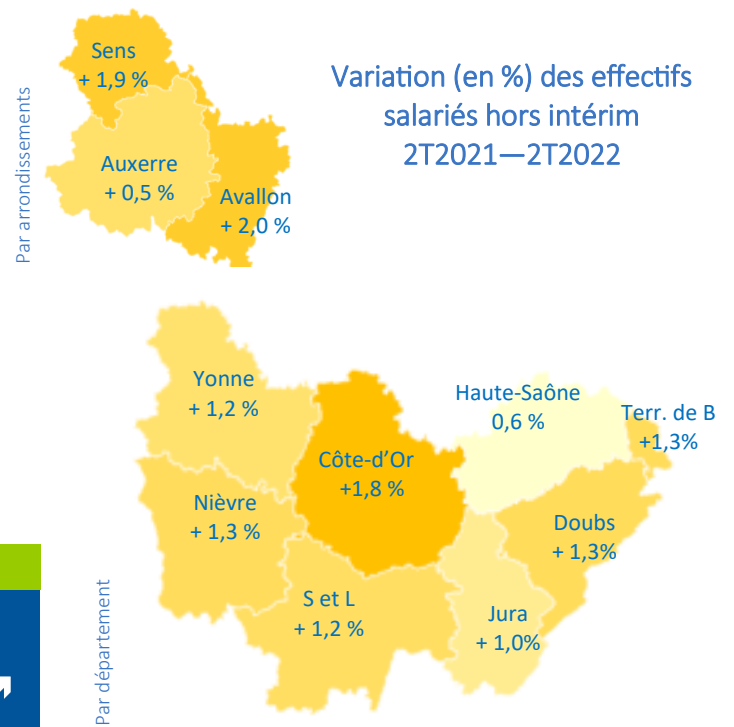 Sens
+ 1,9 %
Variation (en %) des effectifs
salariés hors intérim
2T2021—2T2022
Par arrondissements
Auxerre
+ 0,5 %
Avallon
+ 2,0 %
Yonne
+ 1,2 %
Haute-Saône
0,6 %
Terr. de B
+1,3%
Côte-d’Or
+1,8 %
Nièvre
+ 1,3 %
Doubs
+ 1,3%
S et L
+ 1,2 %
Jura
+ 1,0%
Par département